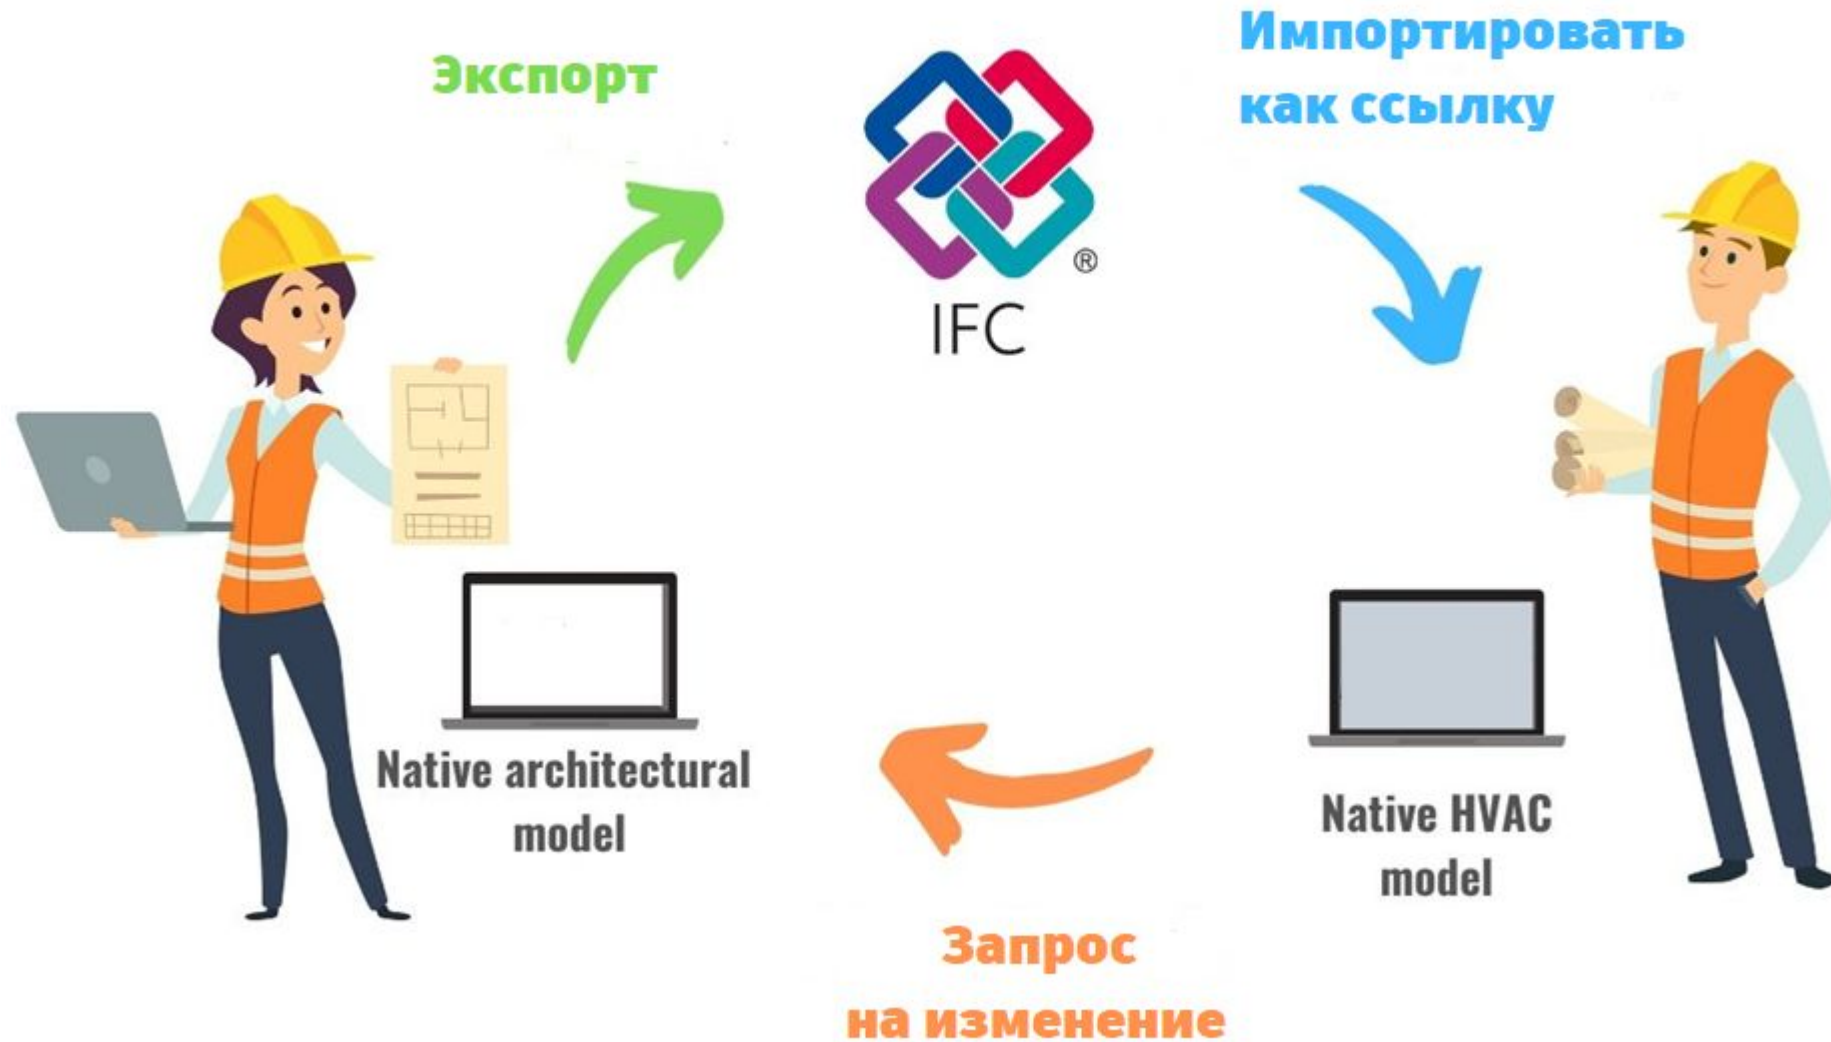 Экспорт
Импортировать
как ссылку
®
IFC
Native architectural
model
Native HVAC
model
Запрос
на изменение